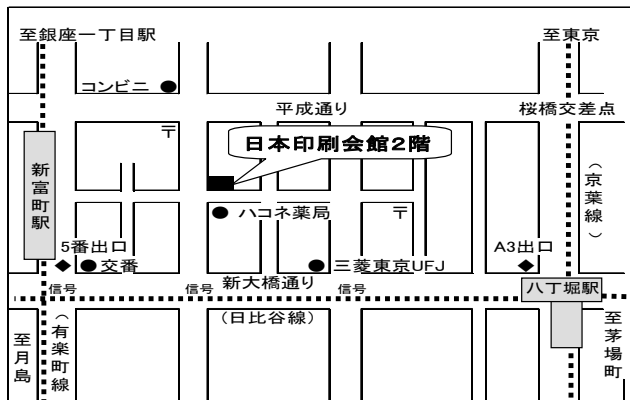 至銀座一丁目駅
至東京
コンビニ
平成通り
桜橋交差点
〒
日本印刷会館2階
新富町駅
(京葉線)
ハコネ薬局
〒
5番出口
A3出口
交番
三菱東京UFJ
信号
信号
新大橋通り
信号
八丁堀駅
(日比谷線)
至月島
(有楽町線)
至茅場町